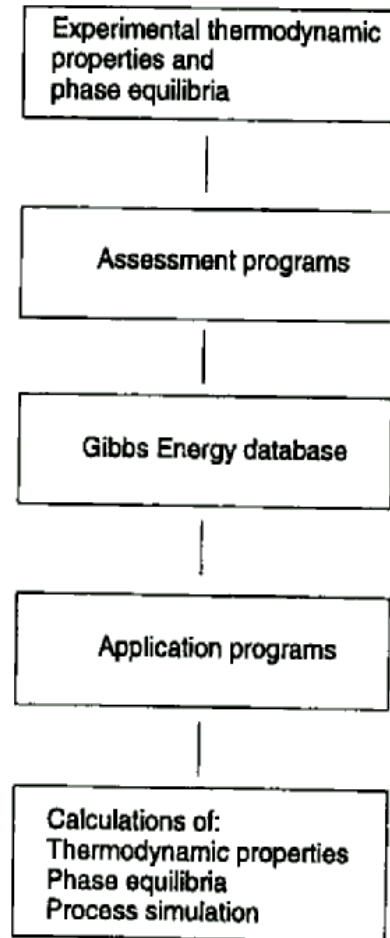 Experimental thermodynamic
properties and
phase equilibria
Assessment programs
Gibbs Energy database
Application programs
Calculations of:
Thermodynamic properties
Phase equilibria
Process simulation